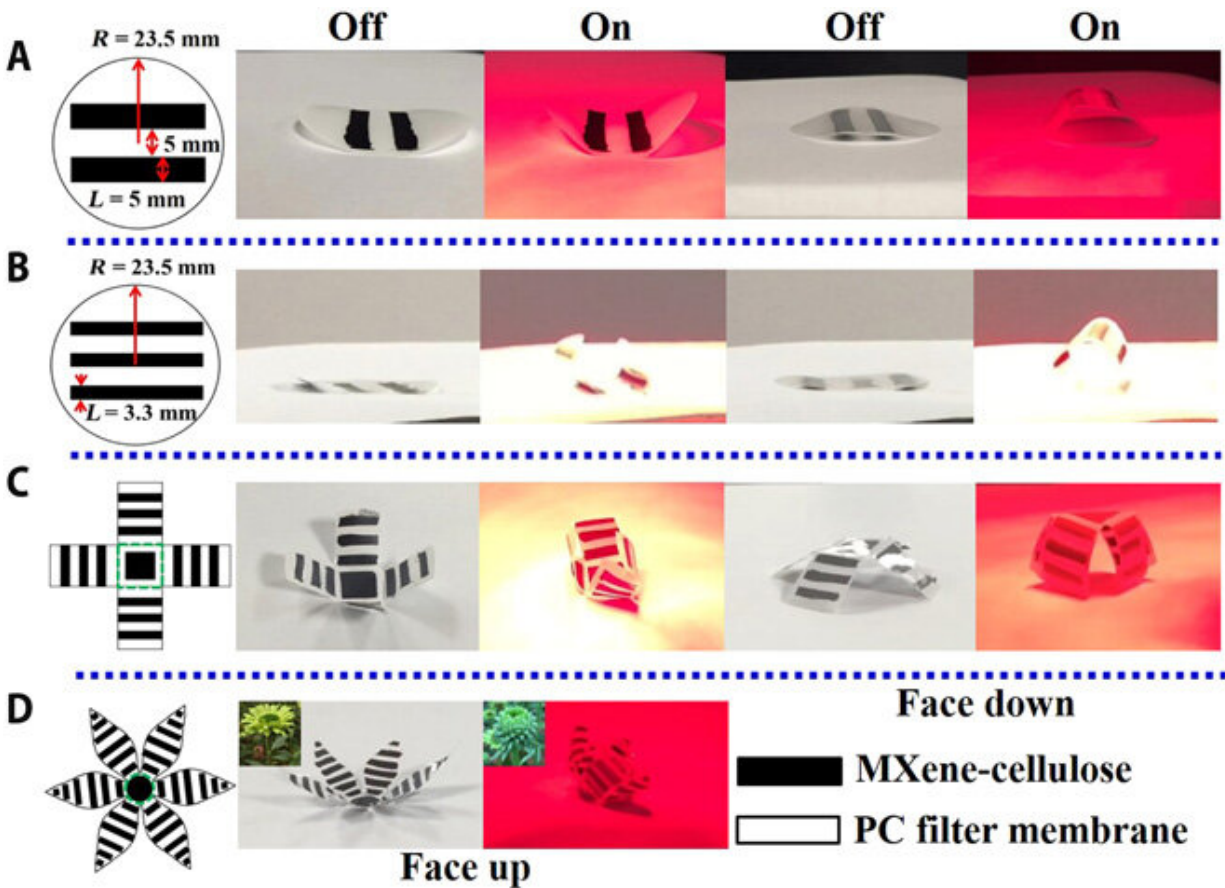 Off On Off On
A
R = 23.5 mm
5 mm
L = 5 mm
B
R = 23.5 mm
L = 3.3 mm
C
D
Face down
MXene-cellulose
PC filter membrane
Face up